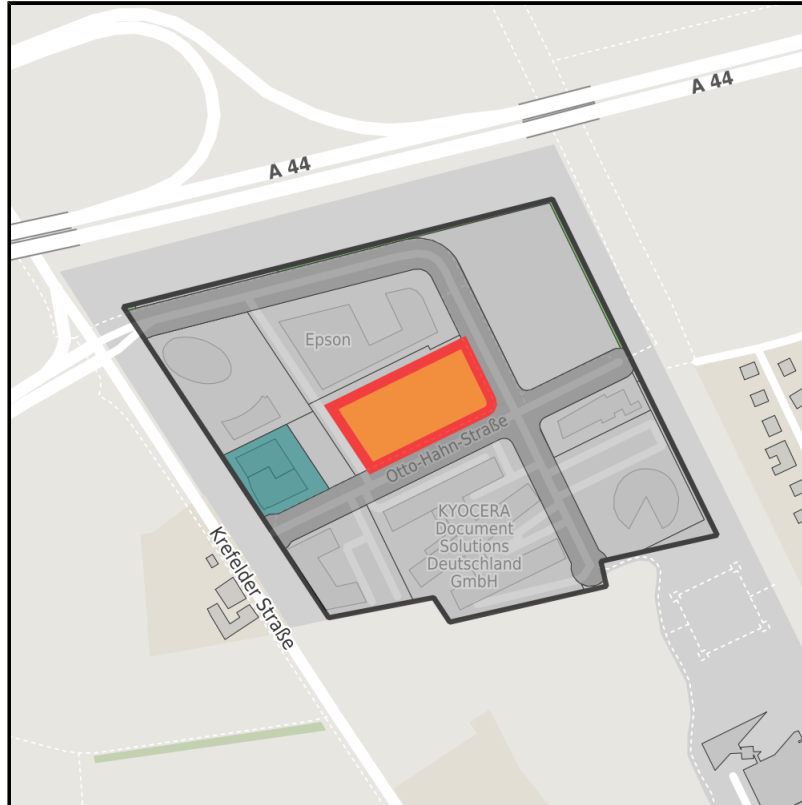 A 44
A 44
Epson
Otto-Hahn-Straße
KYOCERA
Document
Solutions
Deutschland
GmbH
Krefelder Straße